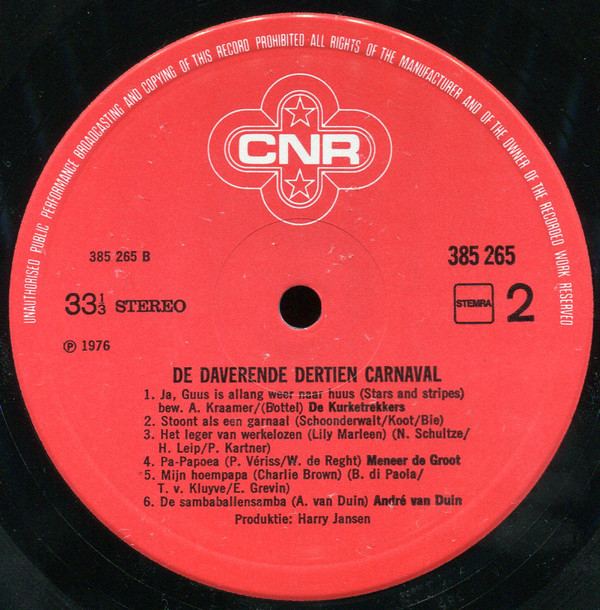 UNAUTHORISED PUBLIC PERFORMANCE BROADCASTING AND COPYING OF THIS RECORD PROHIBITED ALL RIGHTS OF THE MANUFACTURER AND OF THE OWNER OF THE RECORDED WORK RESERVED
CNR
385 265 B
385 265
33⅓ STEREO
STEMRA 2
Ⓟ 1976
DE DAVERENDE DERTIEN CARNAVAL
1. Ja, Guus is allang weer naar huus (Stars and stripes)
bew. A. Kraamer/(Bottel) De Kurketrekkers
2. Stoont als een garnaal (Schoonderwalt/Koot/Bie)
3. Het leger van werkelozen (Lily Marleen) (N. Schultze/
H. Leip/P. Kartner)
4. Pa-Papoea (P. Vériss/W. de Reght) Meneer de Groot
5. Mijn hoempapa (Charlie Brown) (B. di Paola/
T. v. Kluyve/E. Grevin)
6. De samballensamba (A. van Duin) André van Duin
Produktie: Harry Jansen